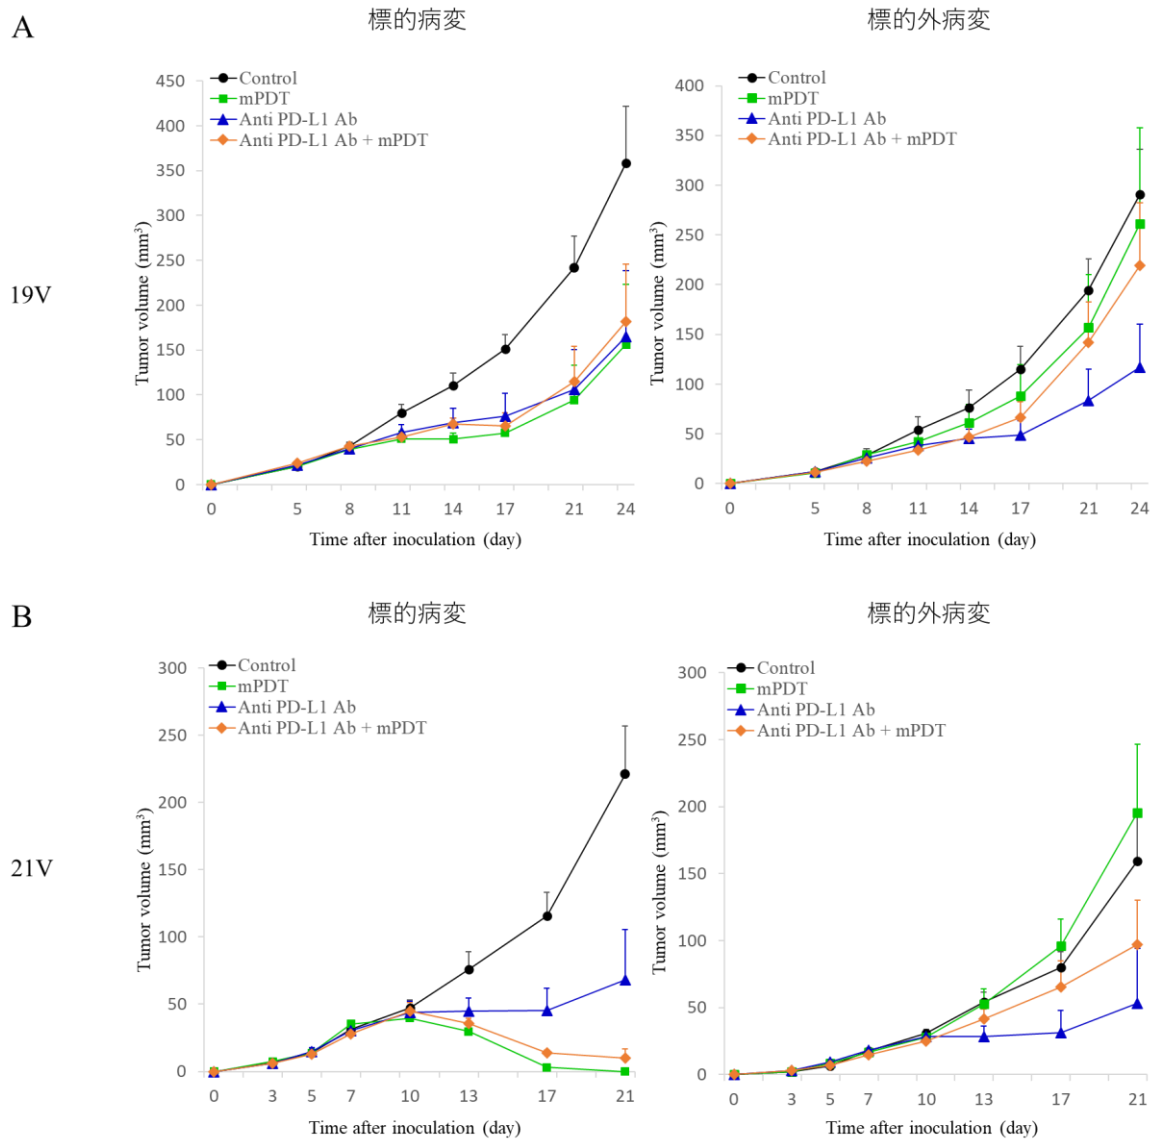 A
標的病変
標的外病変
19V
Control
mPDT
Anti PD-L1 Ab
Anti PD-L1 Ab + mPDT
Tumor volume (mm³)
450
400
350
300
250
200
150
100
50
0
0 5 8 11 14 17 21 24
Time after inoculation (day)
Control
mPDT
Anti PD-L1 Ab
Anti PD-L1 Ab + mPDT
Tumor volume (mm³)
400
350
300
250
200
150
100
50
0
0 5 8 11 14 17 21 24
Time after inoculation (day)
B
標的病変
標的外病変
21V
Control
mPDT
Anti PD-L1 Ab
Anti PD-L1 Ab + mPDT
Tumor volume (mm³)
300
250
200
150
100
50
0
0 3 5 7 10 13 17 21
Time after inoculation (day)
Control
mPDT
Anti PD-L1 Ab
Anti PD-L1 Ab + mPDT
Tumor volume (mm³)
300
250
200
150
100
50
0
0 3 5 7 10 13 17 21
Time after inoculation (day)